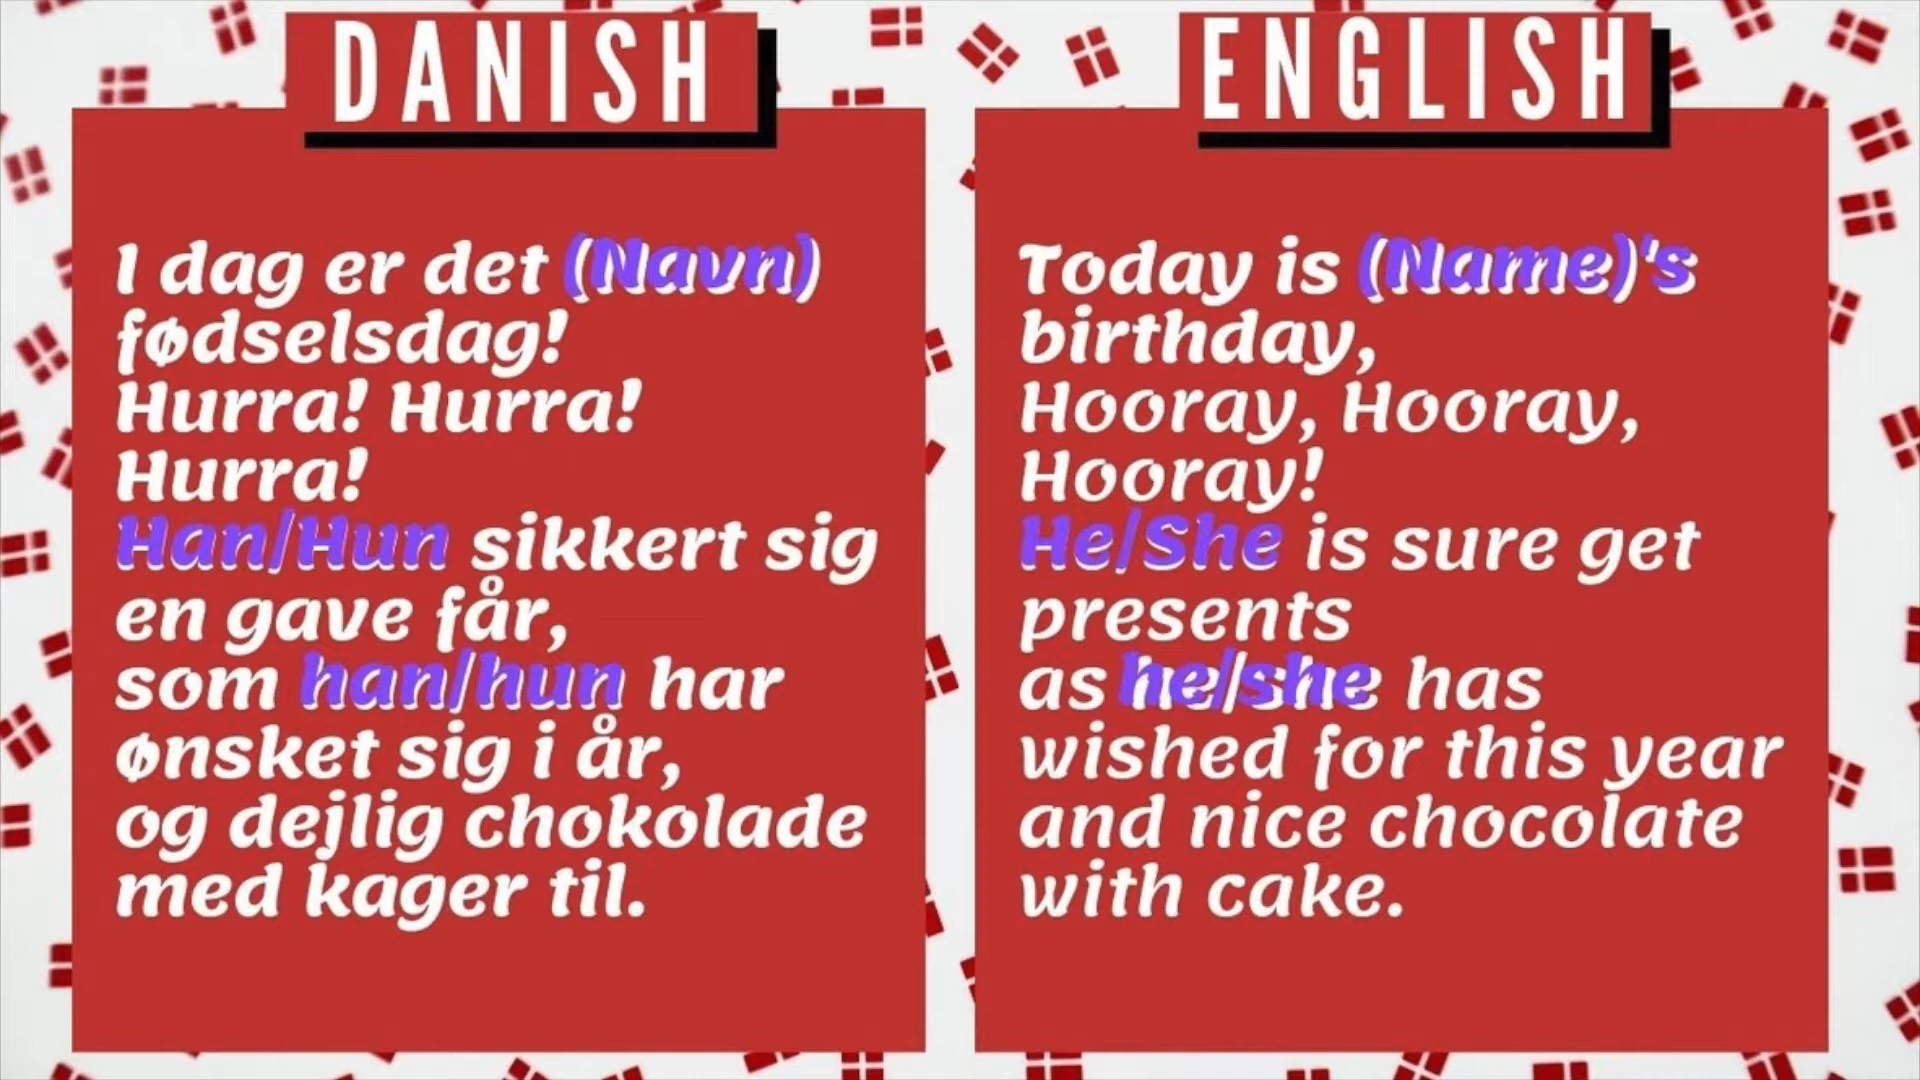 DANISH
I dag er det (Navn)
fødselsdag!
Hurra! Hurra!
Hurra!
Han/Hun sikkert sig
en gave får,
som han/hun har
ønsket sig i år,
og dejlig chokolade
med kager til.
ENGLISH
Today is (Name)'s
birthday,
Hooray, Hooray,
Hooray!
He/She is sure get
presents
as he/she has
wished for this year
and nice chocolate
with cake.